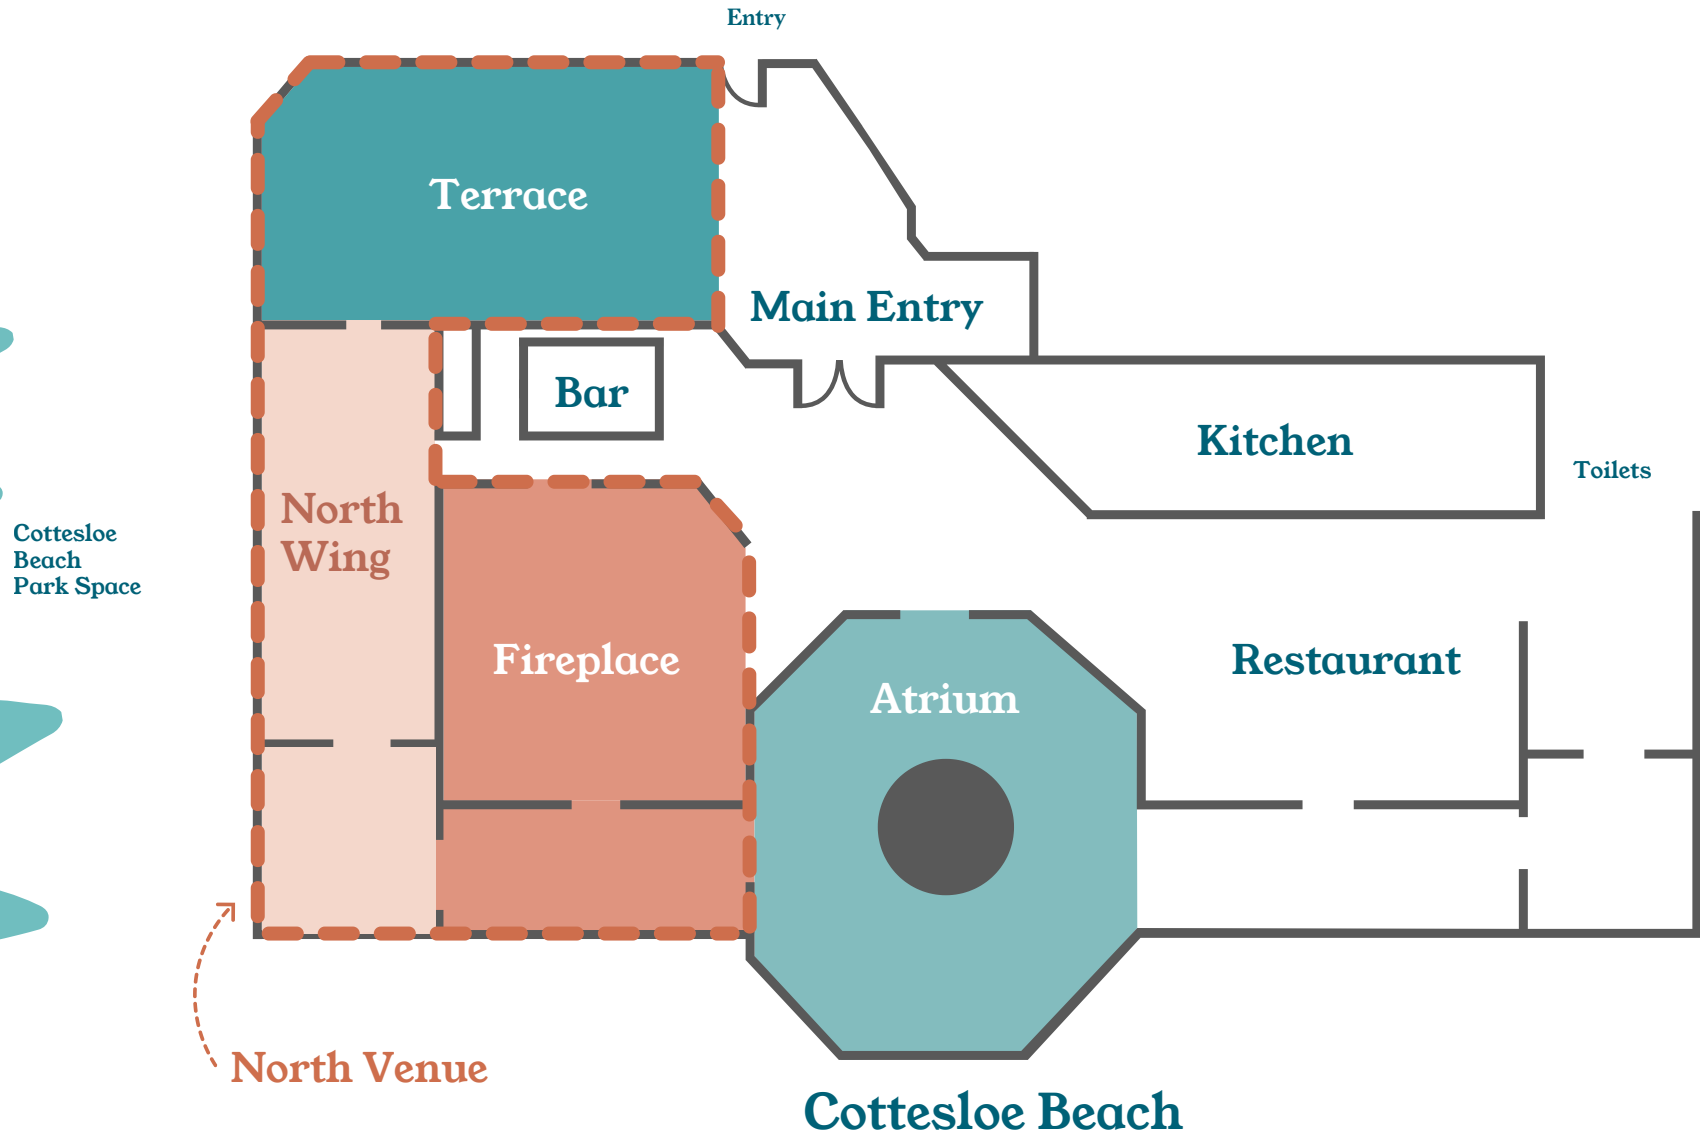 Entry
Terrace
Main Entry
Bar
Kitchen
Toilets
North
Wing
Cottesloe
Beach
Park Space
Fireplace
Atrium
Restaurant
North Venue
Cottesloe Beach